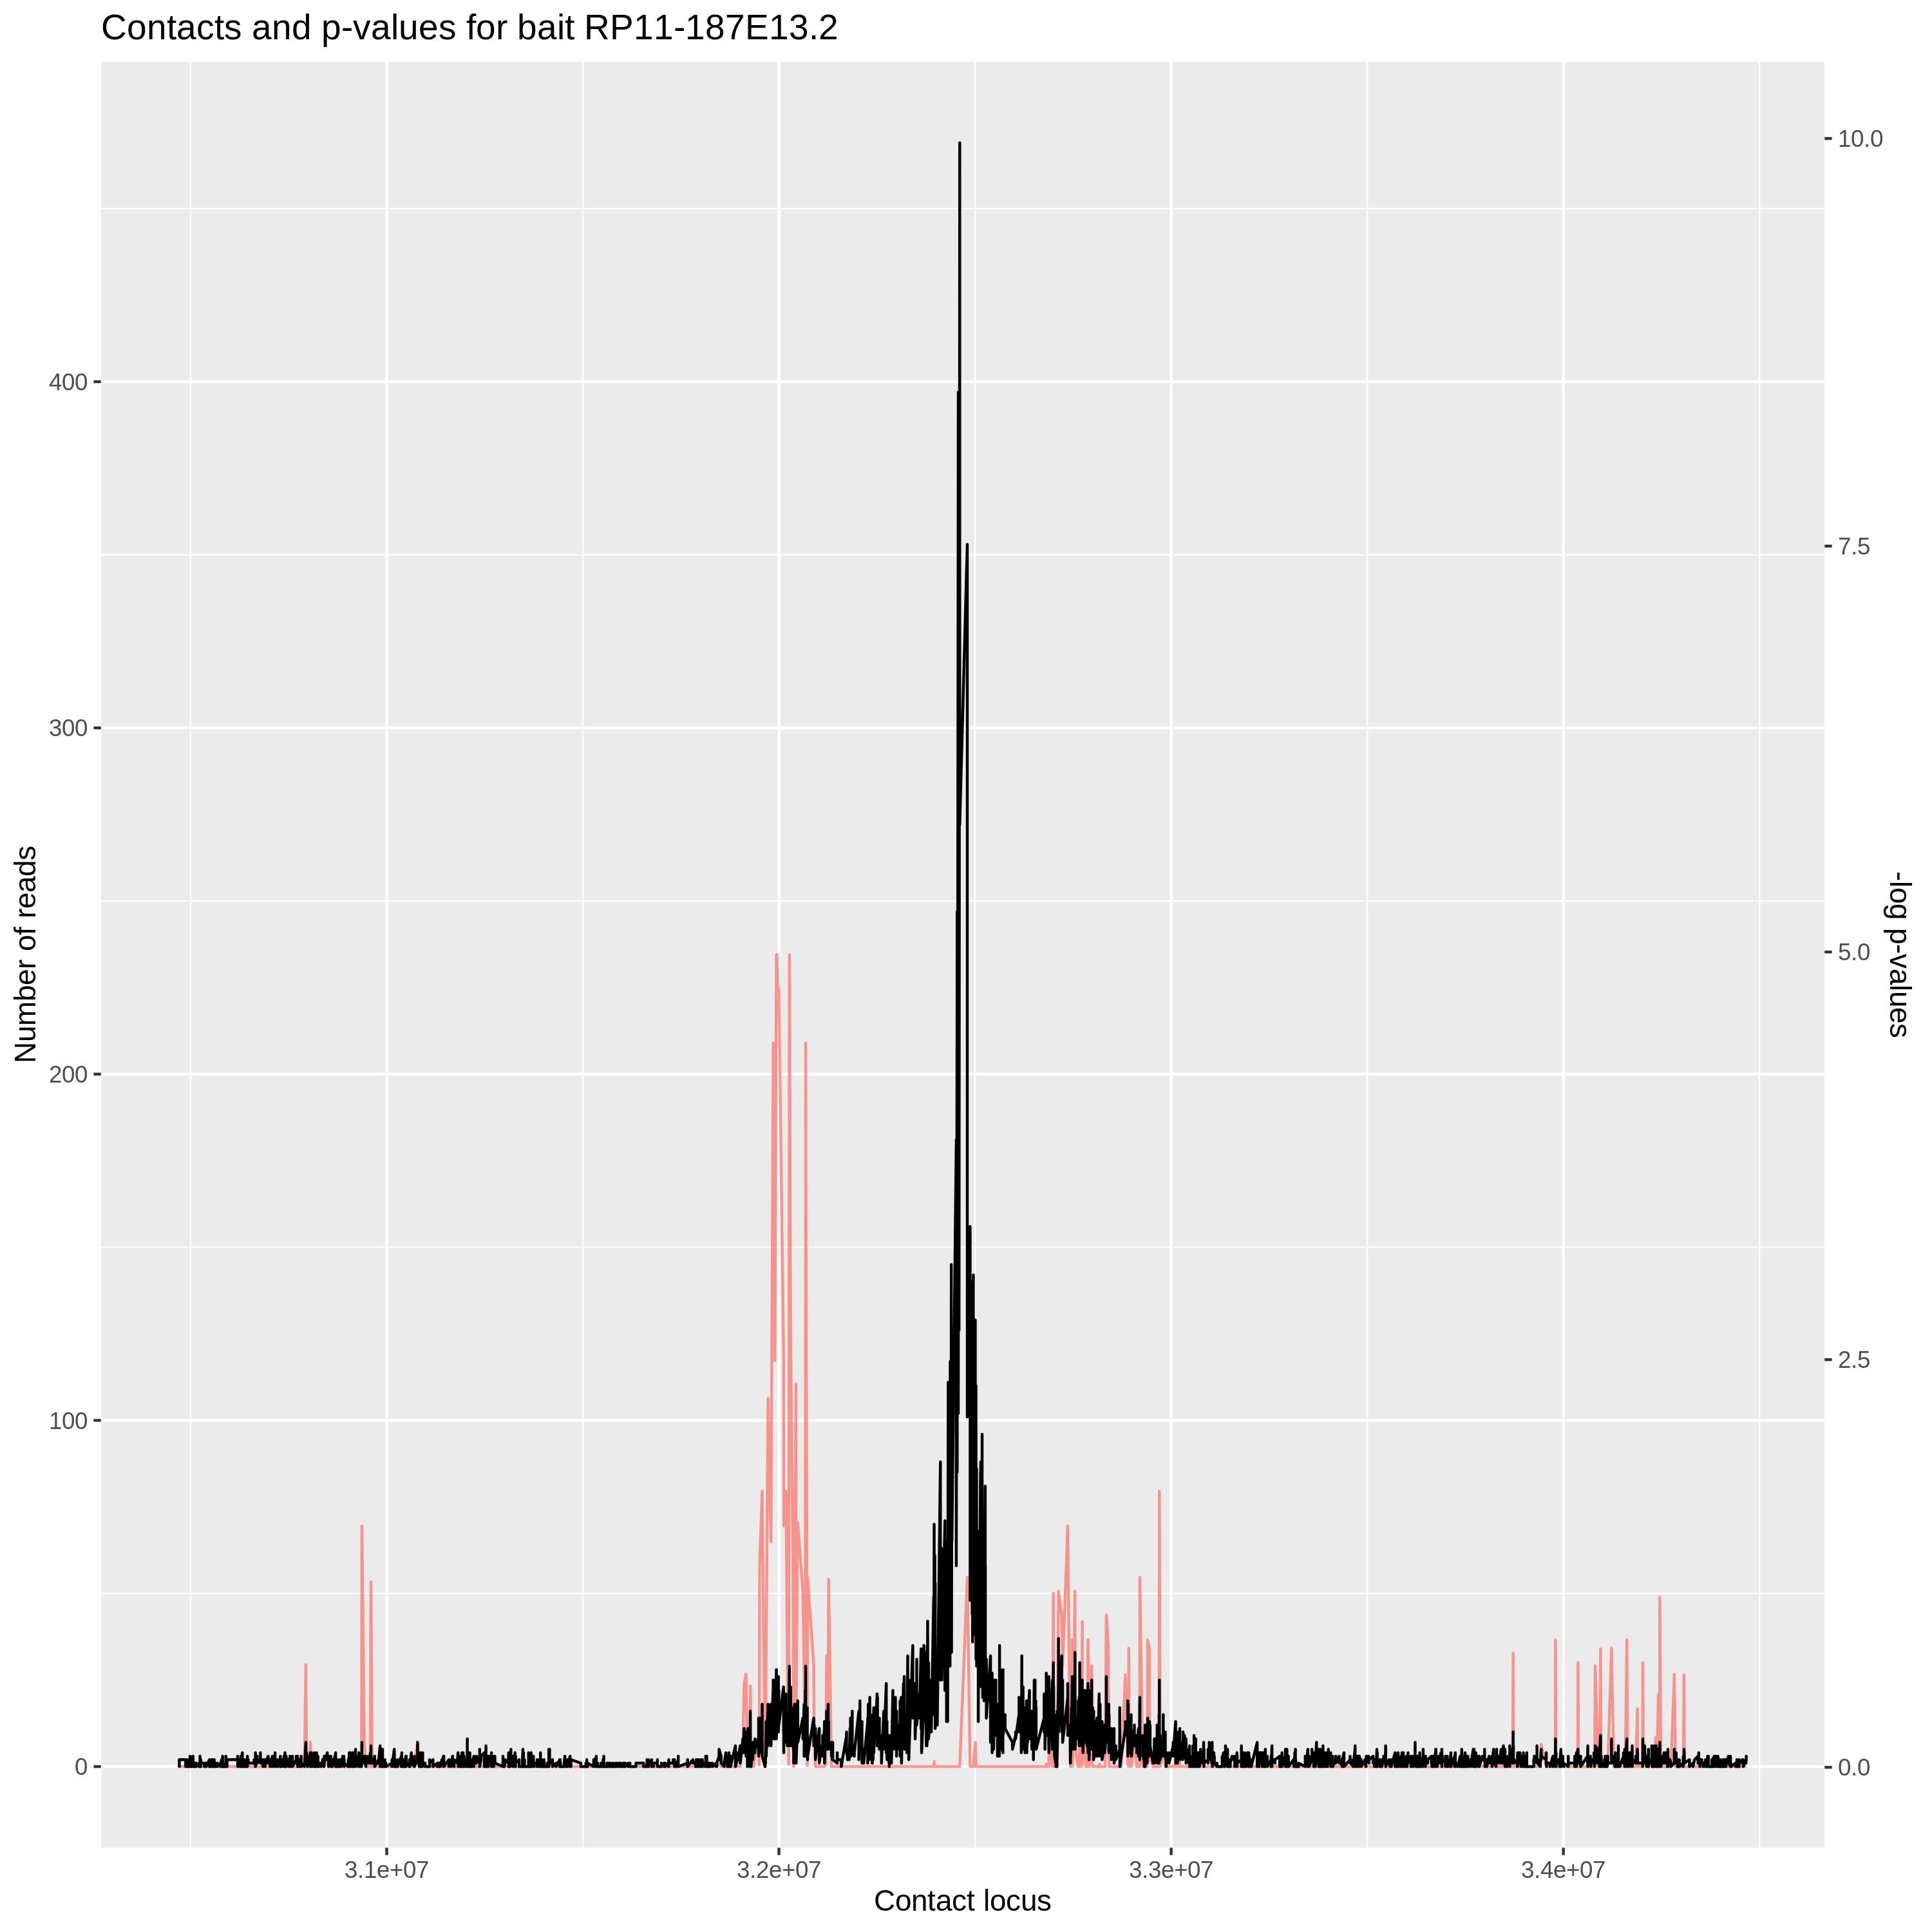 Contacts and p-values for bait RP11-187E13.2
Number of reads
400
300
200
100
0
10.0
7.5
5.0
2.5
0.0
-log p-values
3.1e+07 3.2e+07 3.3e+07 3.4e+07
Contact locus